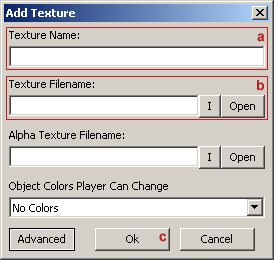 Add Texture
Texture Name: a
Texture Filename: b
I Open
Alpha Texture Filename:
I Open
Object Colors Player Can Change
No Colors
Advanced Ok c Cancel